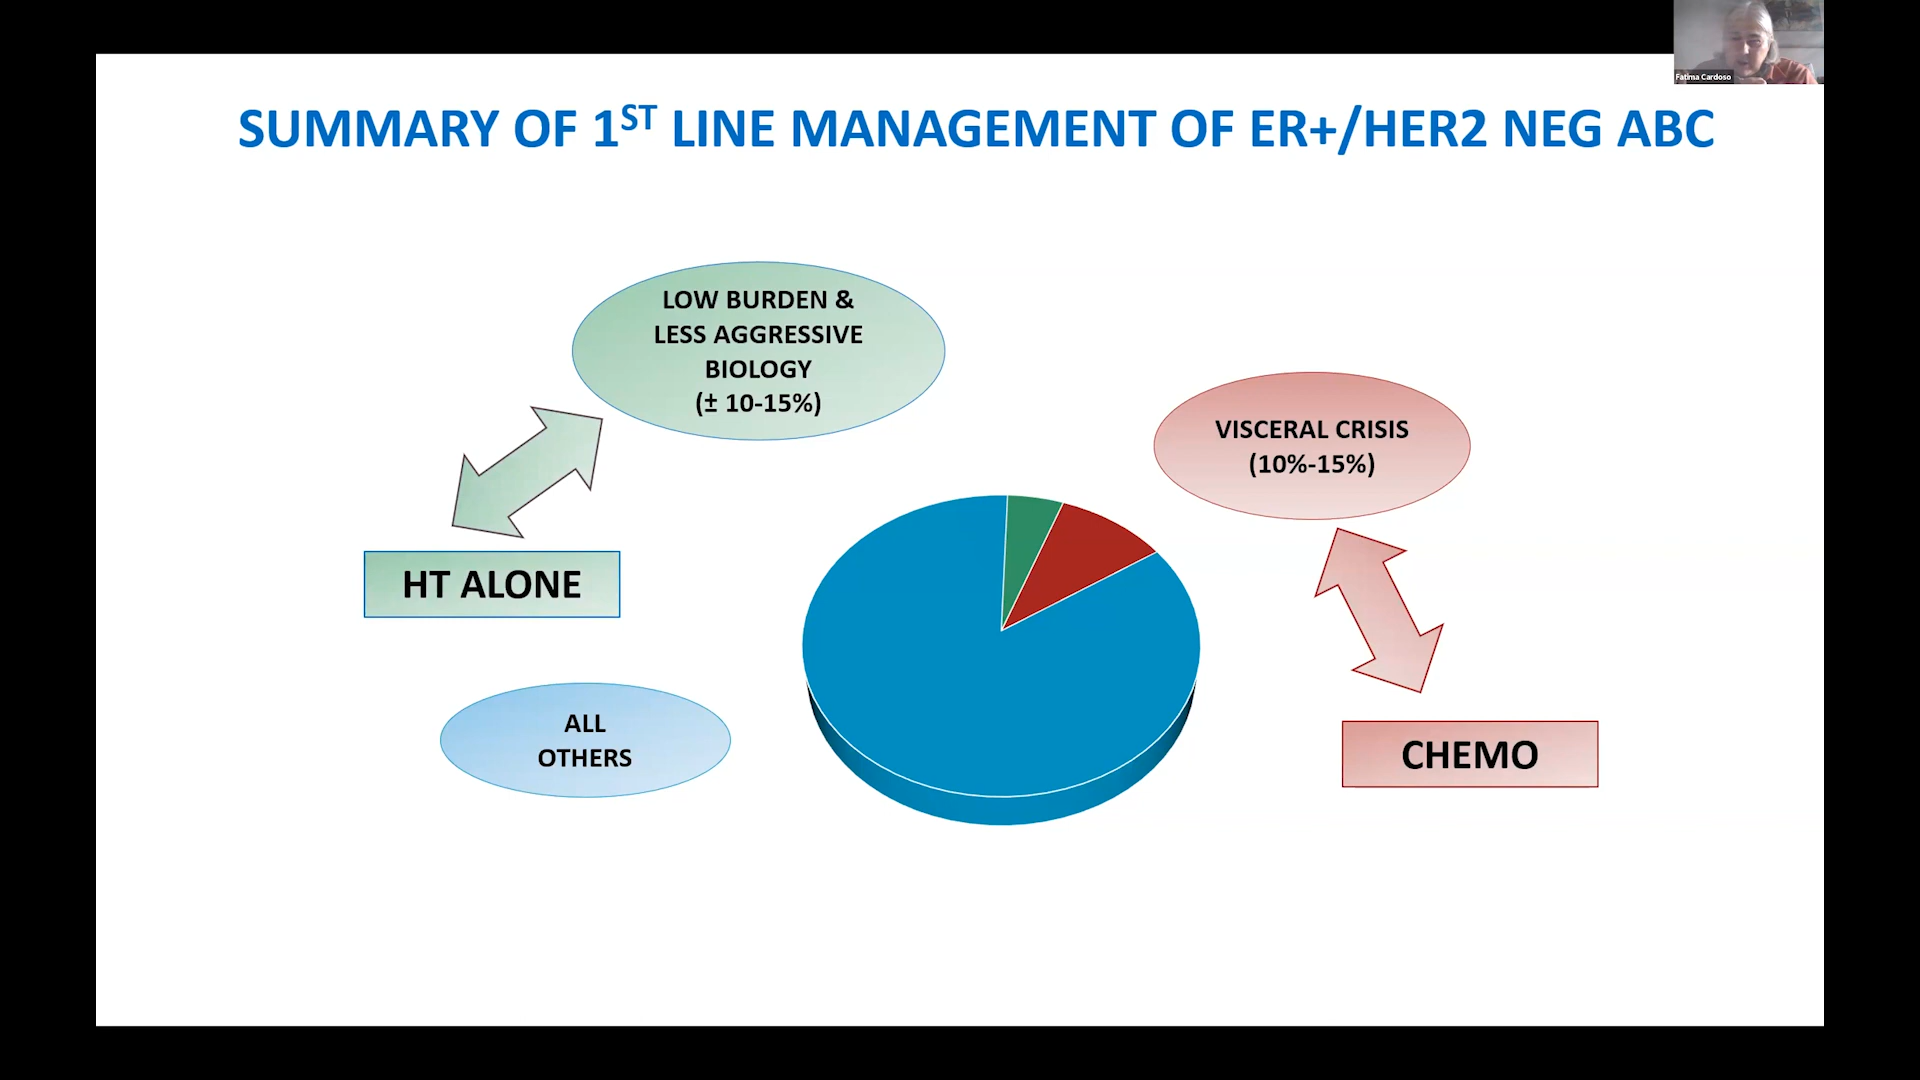 Fatima Cardoso
SUMMARY OF 1ST LINE MANAGEMENT OF ER+/HER2 NEG ABC
LOW BURDEN &
LESS AGGRESSIVE
BIOLOGY
(± 10-15%)
VISCERAL CRISIS
(10%-15%)
HT ALONE
ALL
OTHERS
CHEMO